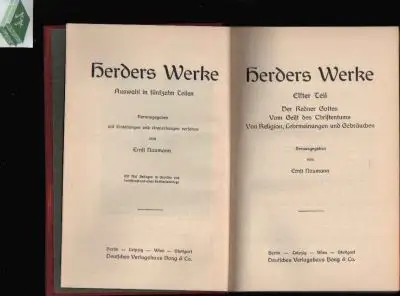 Herders Werke
Auswahl in fünfzehn Teilen
Herausgegeben
mit Einleitungen und Anmerkungen versehen
von
Ernst Naumann
Berlin — Leipzig — Wien — Stuttgart
Deutsches Verlagshaus Bong & Co.
Herders Werke
Elfter Teil
Der Redner Gottes
Vom Geist des Christentums
Von Religion, Lehrmeinungen und Gebräuchen
Herausgegeben
von
Ernst Naumann
Berlin — Leipzig — Wien — Stuttgart
Deutsches Verlagshaus Bong & Co.